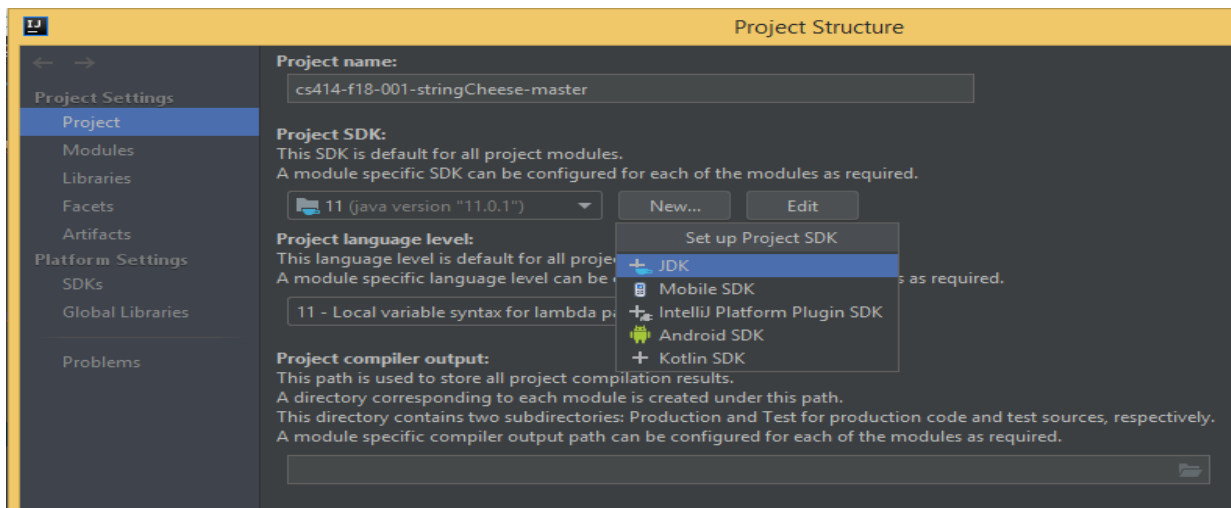 IJ
Project Structure
Project Settings
Project
Modules
Libraries
Facets
Artifacts
Platform Settings
SDKs
Global Libraries
Problems
Project name:
cs414-f18-001-stringCheese-master
Project SDK:
This SDK is default for all project modules.
A module specific SDK can be configured for each of the modules as required.
11 (java version "11.0.1")
New...
Edit
Set up Project SDK
JDK
Mobile SDK
IntelliJ Platform Plugin SDK
Android SDK
Kotlin SDK
Project language level:
This language level is default for all
A module specific language level can be s as required.
11 - Local variable syntax for lambda
Project compiler output:
This path is used to store all project compilation results.
A directory corresponding to each module is created under this path.
This directory contains two subdirectories: Production and Test for production code and test sources, respectively.
A module specific compiler output path can be configured for each of the modules as required.